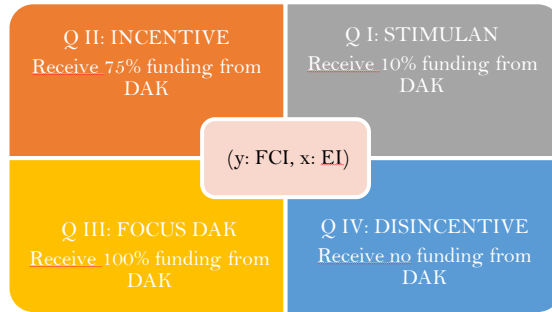 Q II: INCENTIVE
Receive 75% funding from
DAK
Q I: STIMULAN
Receive 10% funding from
DAK
(y: FCI, x: EI)
Q III: FOCUS DAK
Receive 100% funding from
DAK
Q IV: DISINCENTIVE
Receive no funding from
DAK